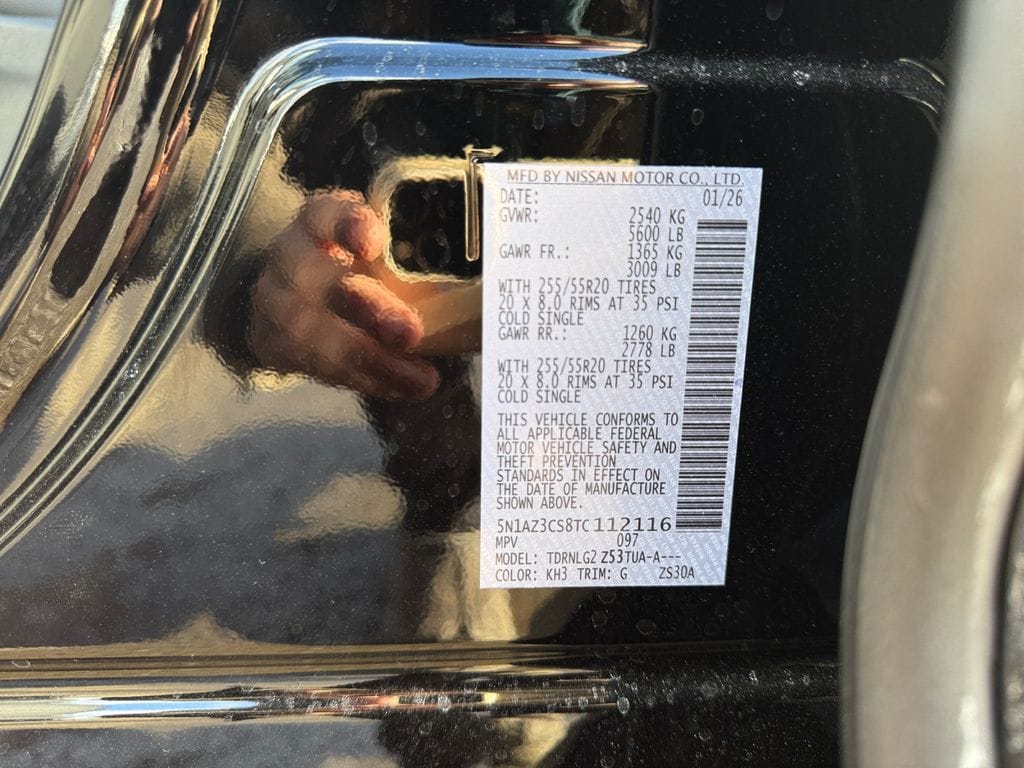 MFD BY NISSAN MOTOR CO., LTD.
DATE: 01/26
GVWR: 2540 KG
5600 LB
GAWR FR.: 1365 KG
3009 LB
WITH 255/55R20 TIRES
20 X 8.0 RIMS AT 35 PSI
COLD SINGLE
GAWR RR.: 1260 KG
2778 LB
WITH 255/55R20 TIRES
20 X 8.0 RIMS AT 35 PSI
COLD SINGLE
THIS VEHICLE CONFORMS TO
ALL APPLICABLE FEDERAL
MOTOR VEHICLE SAFETY AND
THEFT PREVENTION
STANDARDS IN EFFECT ON
THE DATE OF MANUFACTURE
SHOWN ABOVE.
5N1AZ3CS8TC112116
MPV 097
MODEL: TDRNLG2 Z53TUA-A---
COLOR: KH3 TRIM: G ZS30A